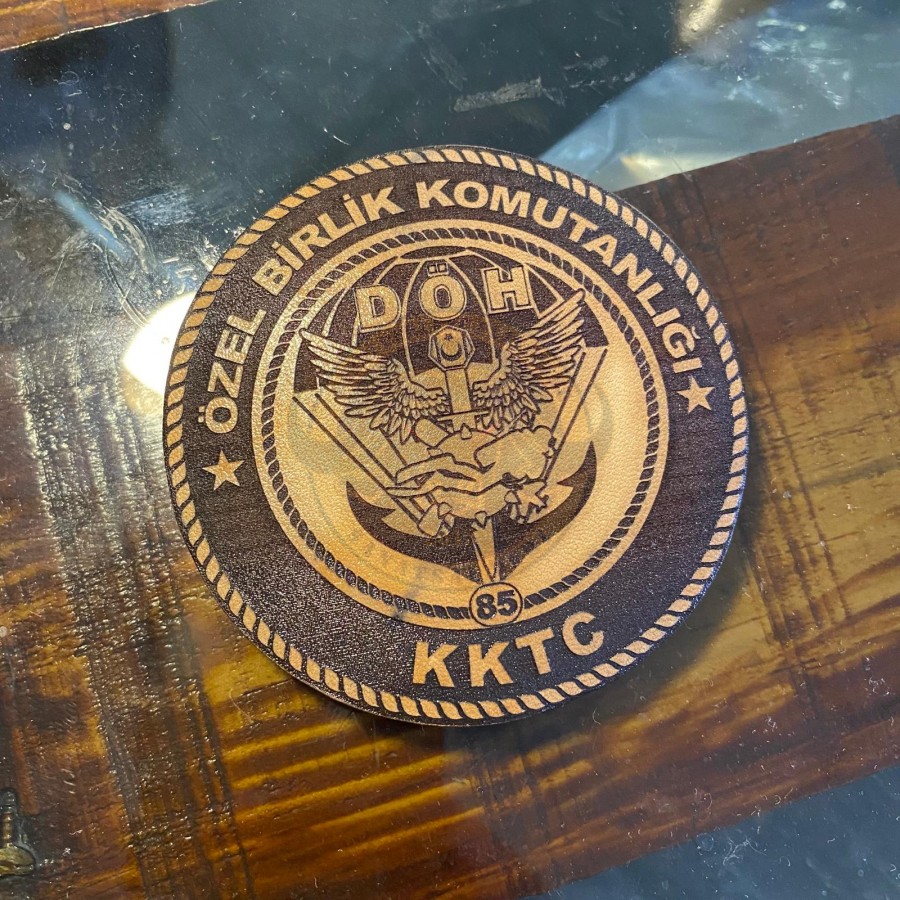 ÖZEL BİRLİK KOMUTANLIĞI
DÖH
85
KKTC